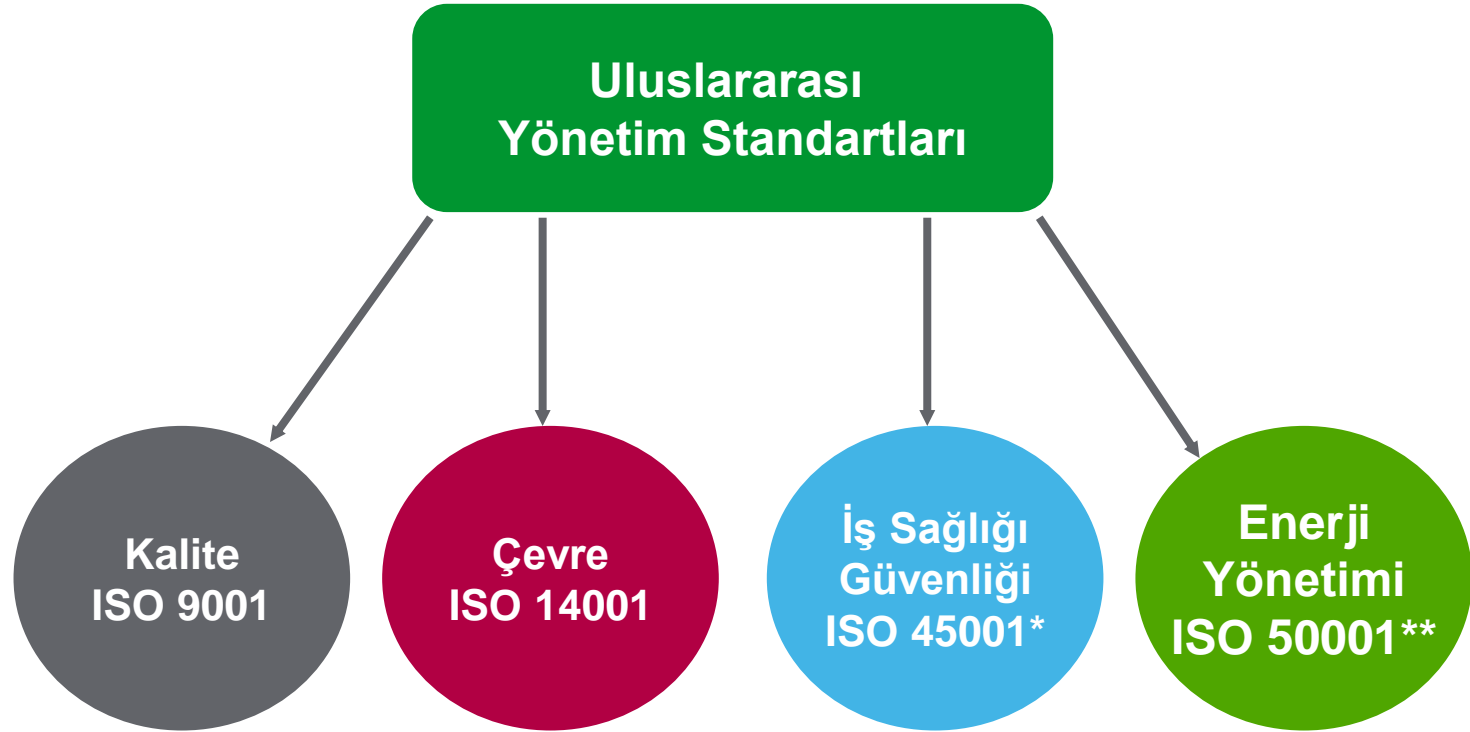 Uluslararası
Yönetim Standartları
Kalite
ISO 9001
Çevre
ISO 14001
İş Sağlığı
Güvenliği
ISO 45001*
Enerji
Yönetimi
ISO 50001**